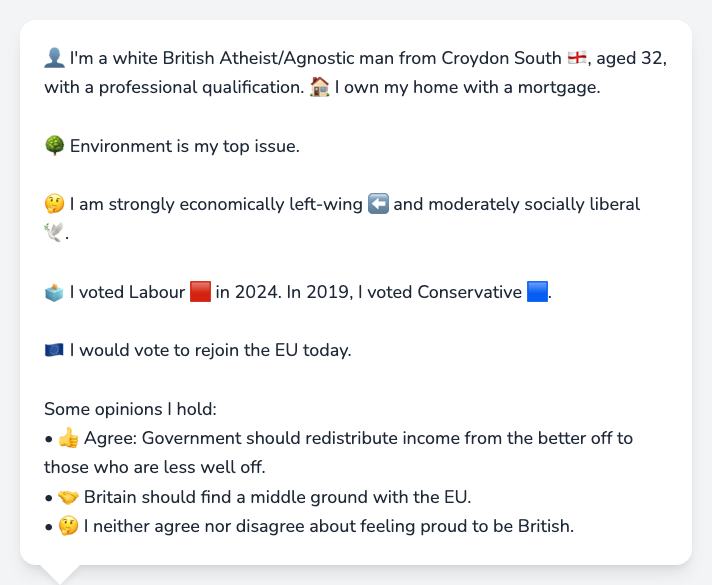 👤 I'm a white British Atheist/Agnostic man from Croydon South 🏴󠁧󠁢󠁥󠁮󠁧󠁿, aged 32,
with a professional qualification. 🏠 I own my home with a mortgage.
🌳 Environment is my top issue.
🤔 I am strongly economically left-wing ⬅️ and moderately socially liberal
🕊️.
🗳️ I voted Labour 🟥 in 2024. In 2019, I voted Conservative 🟦.
🇪🇺 I would vote to rejoin the EU today.
Some opinions I hold:
• 👍 Agree: Government should redistribute income from the better off to
those who are less well off.
• 🤝 Britain should find a middle ground with the EU.
• 🤔 I neither agree nor disagree about feeling proud to be British.